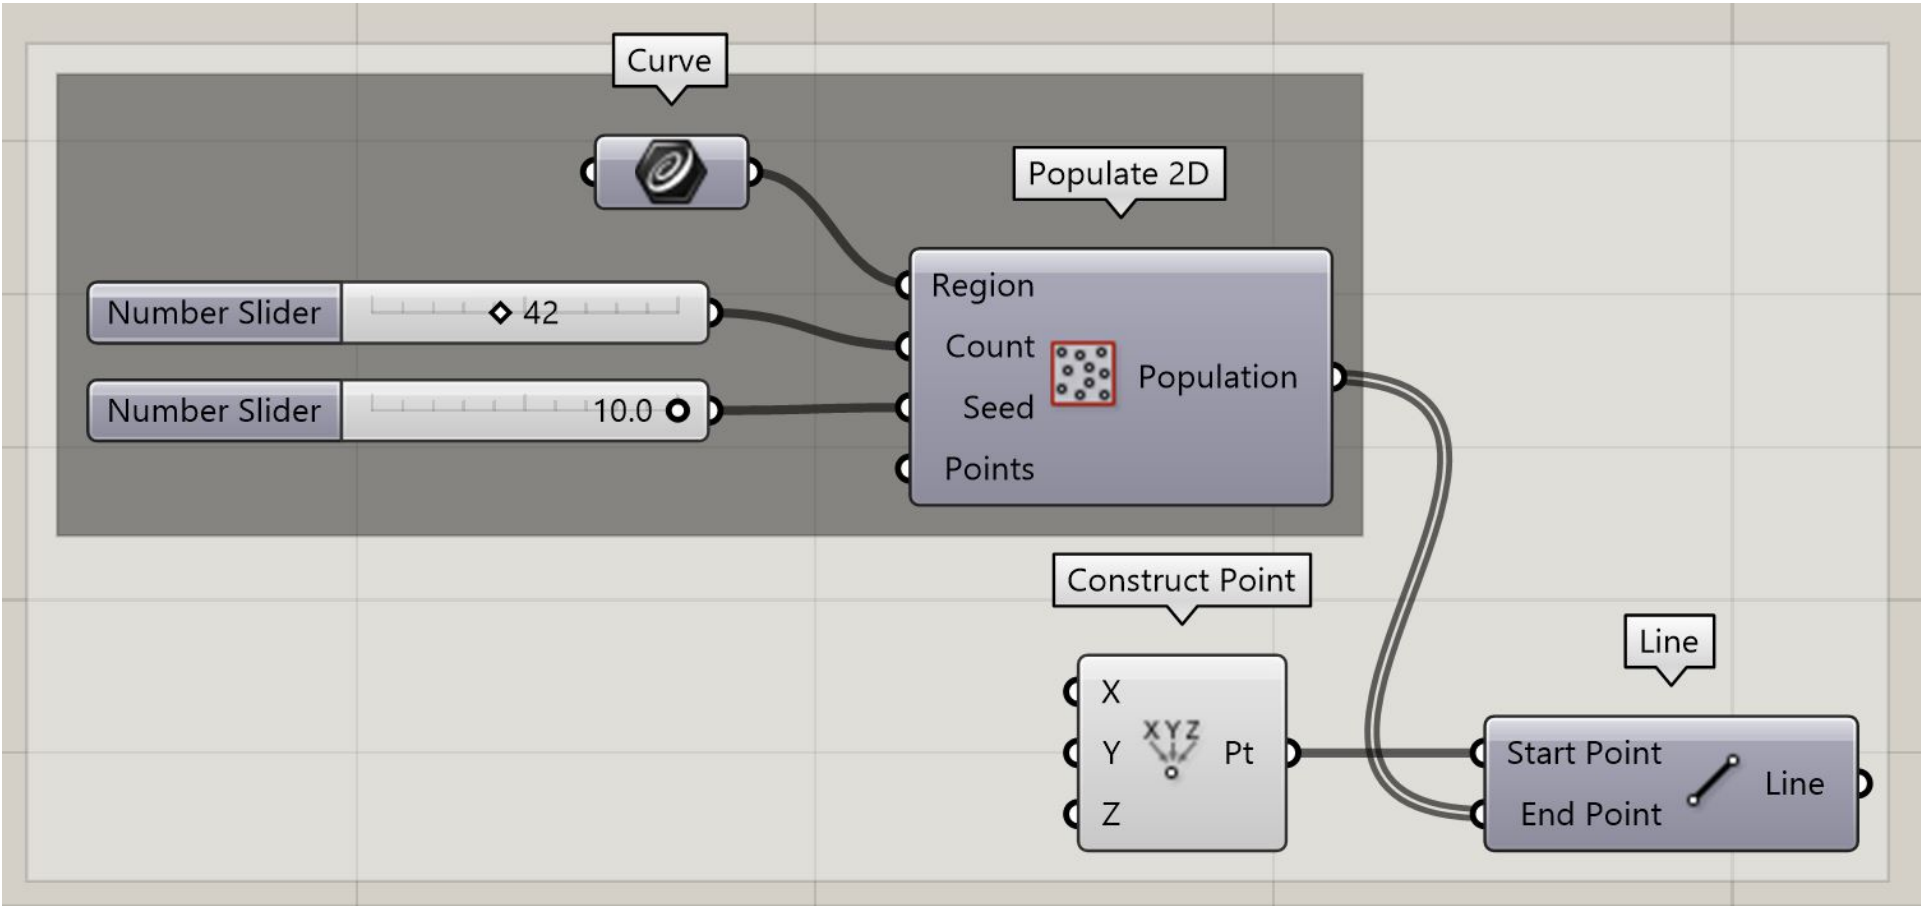 Curve
Populate 2D
Number Slider 42
Number Slider 10.0
Region
Count
Seed
Points
Population
Construct Point
X
Y
Z
XYZ
Pt
Line
Start Point
End Point
Line